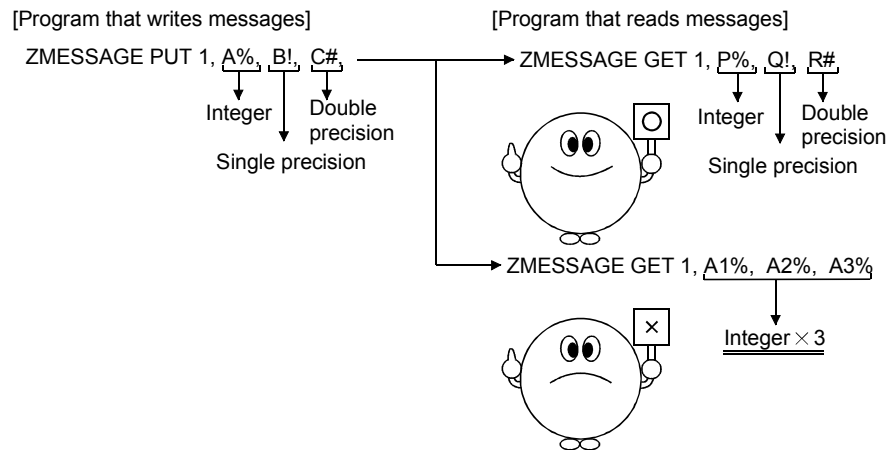 [Program that writes messages]
ZMESSAGE PUT 1, A%, B!, C#,
Integer
Double
precision
Single precision
[Program that reads messages]
ZMESSAGE GET 1, P%, Q!, R#
Integer
Double
precision
Single precision
ZMESSAGE GET 1, A1%, A2%, A3%
×
Integer × 3